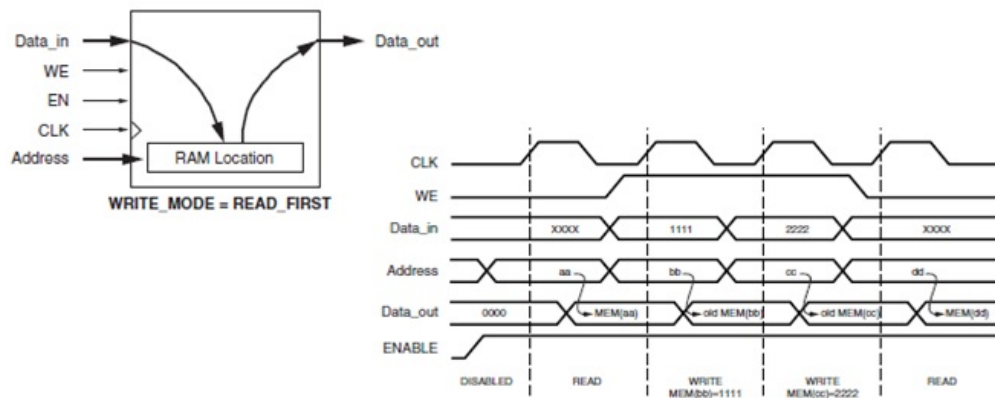 Data_in
Data_out
WE
EN
CLK
Address
RAM Location
WRITE_MODE = READ_FIRST
CLK
WE
Data_in XXXX 1111 2222 XXXX
Address aa bb cc dd
Data_out 0000 MEM(aa) old MEM(bb) old MEM(cc) MEM(dd)
ENABLE
DISABLED READ WRITE WRITE READ
MEM(bb)=1111 MEM(cc)=2222